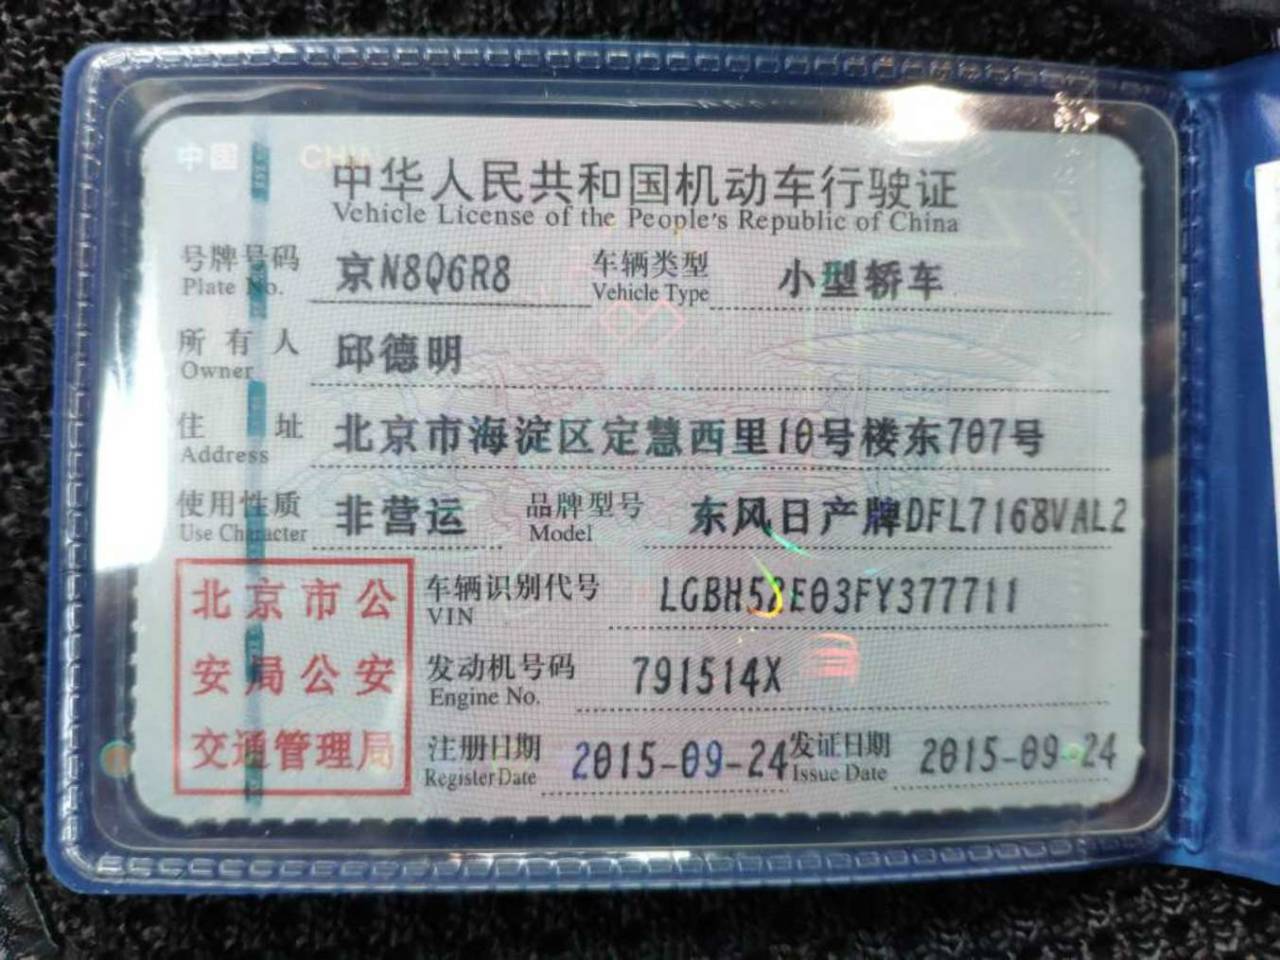 中国 CHIN
中华人民共和国机动车行驶证
Vehicle License of the People's Republic of China
号牌号码 京N8Q6R8 车辆类型 小型轿车
Plate No. Vehicle Type
所有人 邱德明
Owner
住址 北京市海淀区定慧西里10号楼东707号
Address
使用性质 非营运 品牌型号 东风日产牌DFL7168VAL2
Use Character Model
北京市公
安局公安
交通管理局
车辆识别代号 LGBH52E03FY377711
VIN
发动机号码 791514X
Engine No.
注册日期 2015-09-24 发证日期 2015-09-24
Register Date Issue Date